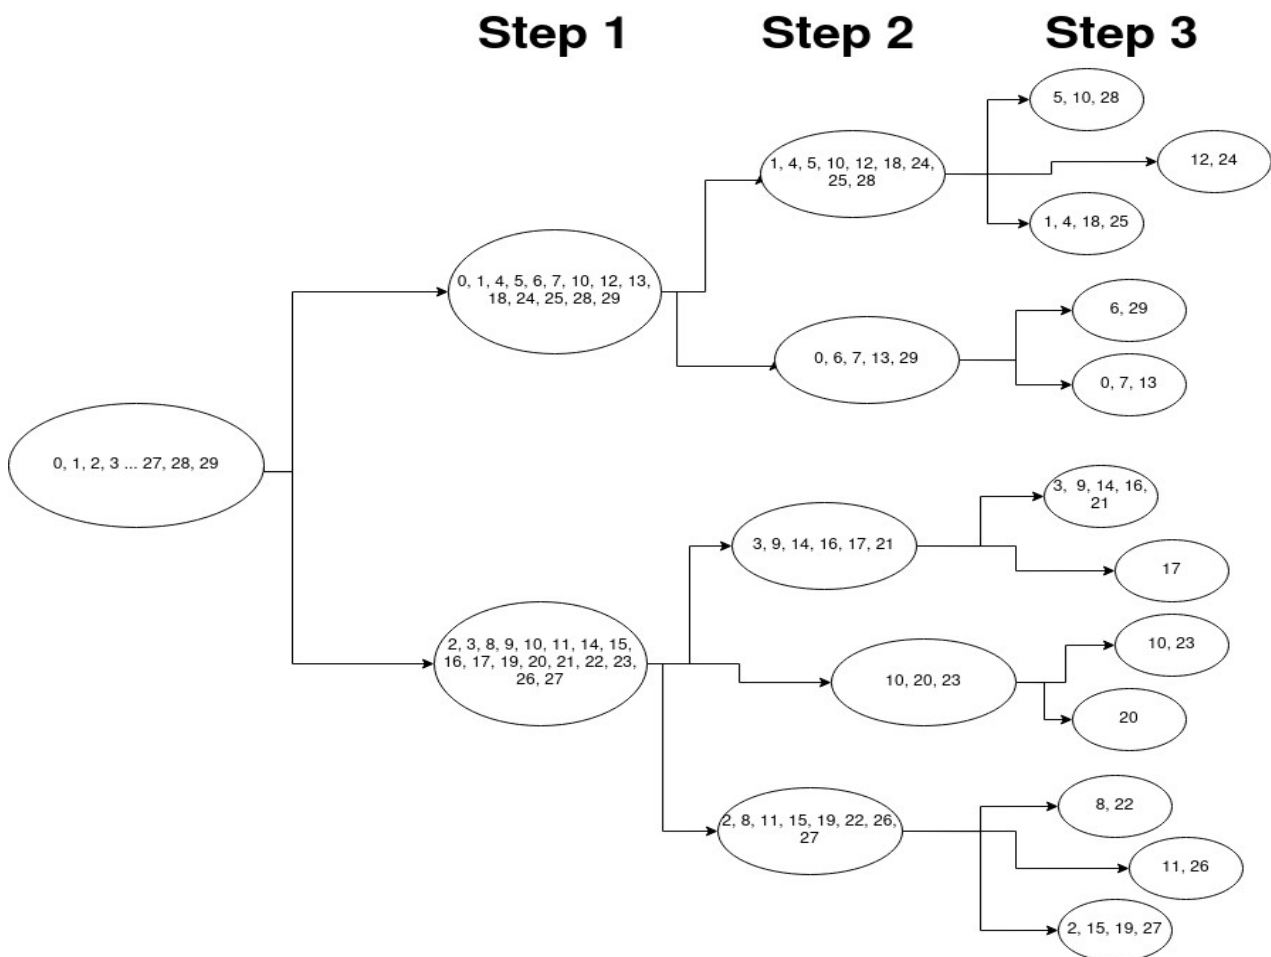 Step 1
Step 2
Step 3
5, 10, 28
1, 4, 5, 10, 12, 18, 24,
25, 28
12, 24
1, 4, 18, 25
0, 1, 4, 5, 6, 7, 10, 12, 13,
18, 24, 25, 28, 29
6, 29
0, 6, 7, 13, 29
0, 7, 13
0, 1, 2, 3 ... 27, 28, 29
3,  9, 14, 16,
21
3, 9, 14, 16, 17, 21
17
2, 3, 8, 9, 10, 11, 14, 15,
16, 17, 19, 20, 21, 22, 23,
26, 27
10, 23
10, 20, 23
20
8, 22
2, 8, 11, 15, 19, 22, 26,
27
11, 26
2, 15, 19, 27